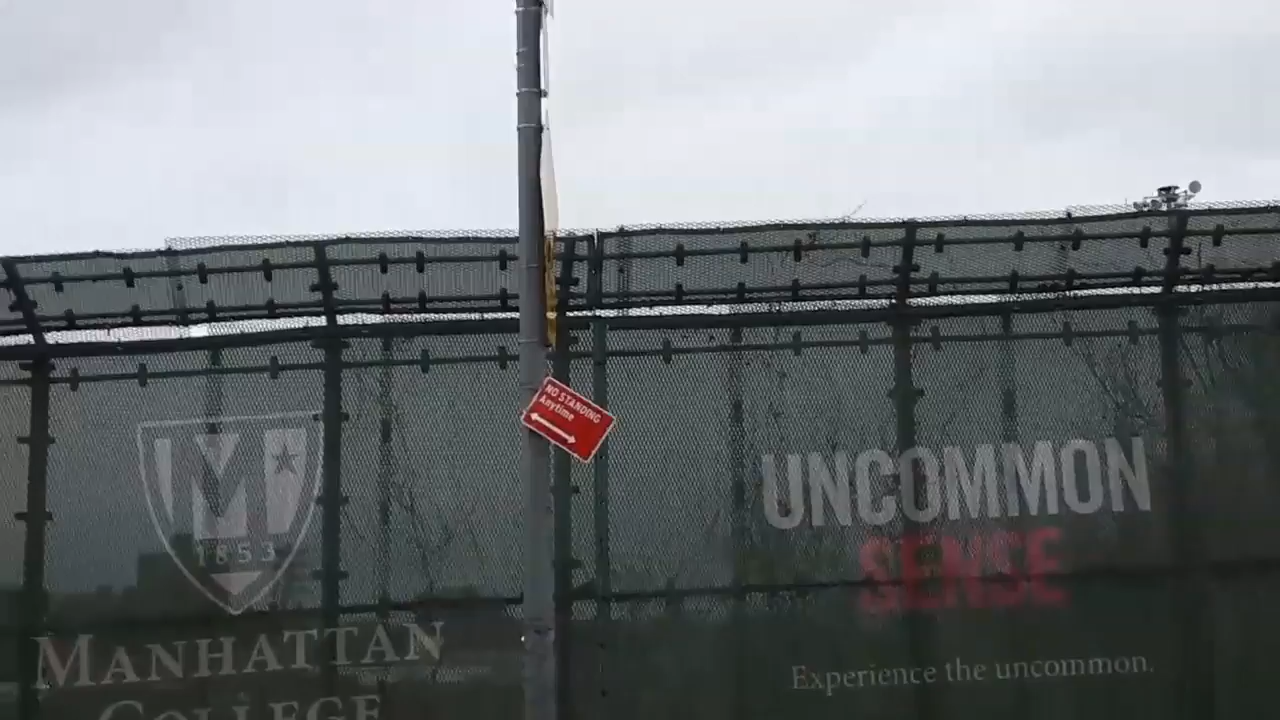 NO STANDING
Anytime
M
1853
MANHATTAN
COLLEGE
UNCOMMON
SENSE
Experience the uncommon.